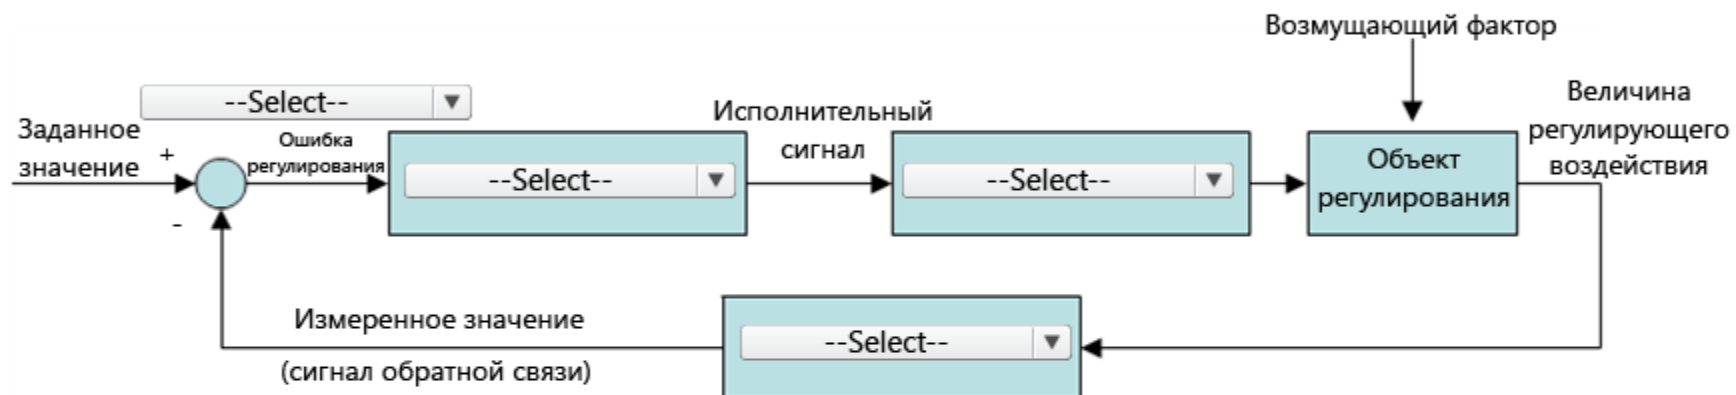 Возмущающий фактор
--Select--
Величина
регулирующего
воздействия
Заданное
значение
+
-
Ошибка
регулирования
--Select--
Исполнительный
сигнал
--Select--
Объект
регулирования
Измеренное значение
(сигнал обратной связи)
--Select--